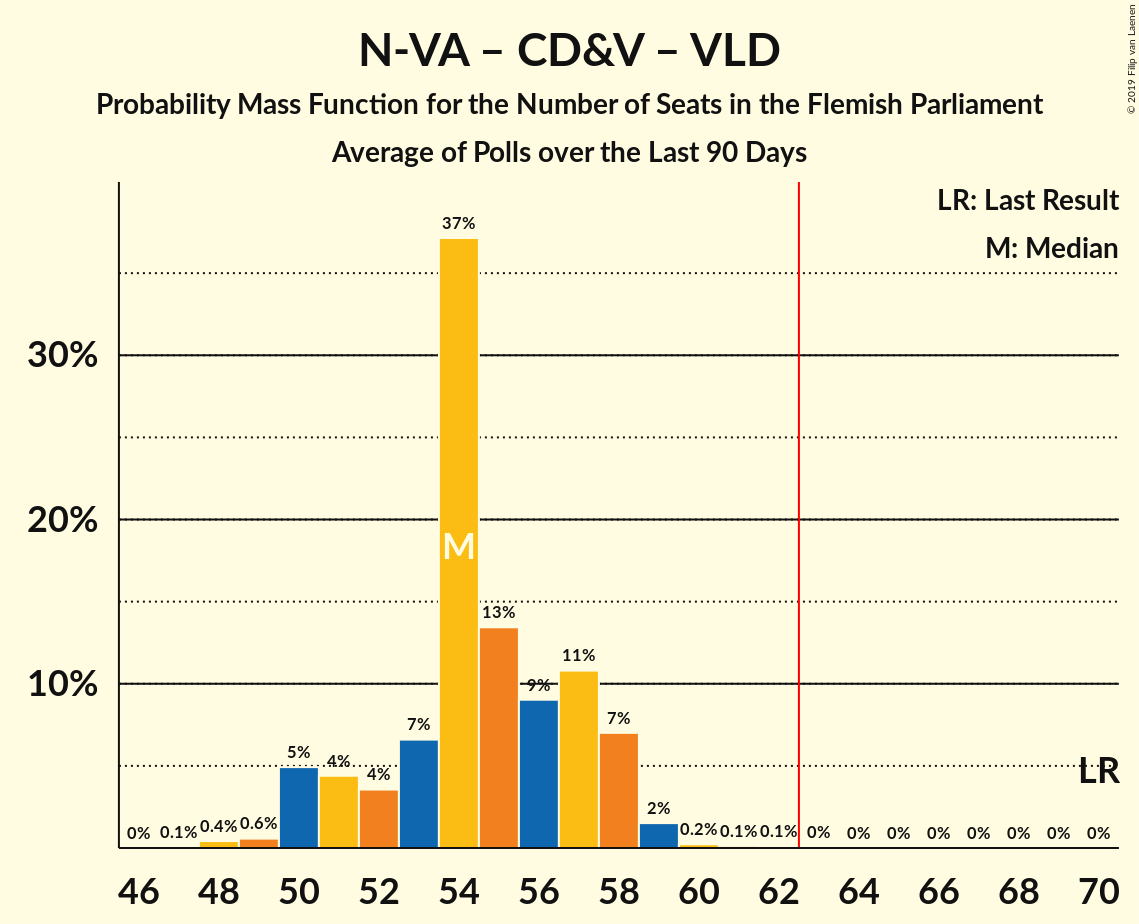 N-VA – CD&V – VLD
Probability Mass Function for the Number of Seats in the Flemish Parliament
Average of Polls over the Last 90 Days
© 2019 Filip van Laenen
LR: Last Result
M: Median
37%
30%
20%
M
13%
11%
10%
9%
7%
7%
5%
4%
4%
LR
2%
0% 0.1% 0.4% 0.6% 0.2% 0.1% 0.1% 0% 0% 0% 0% 0% 0% 0% 0%
46 48 50 52 54 56 58 60 62 64 66 68 70